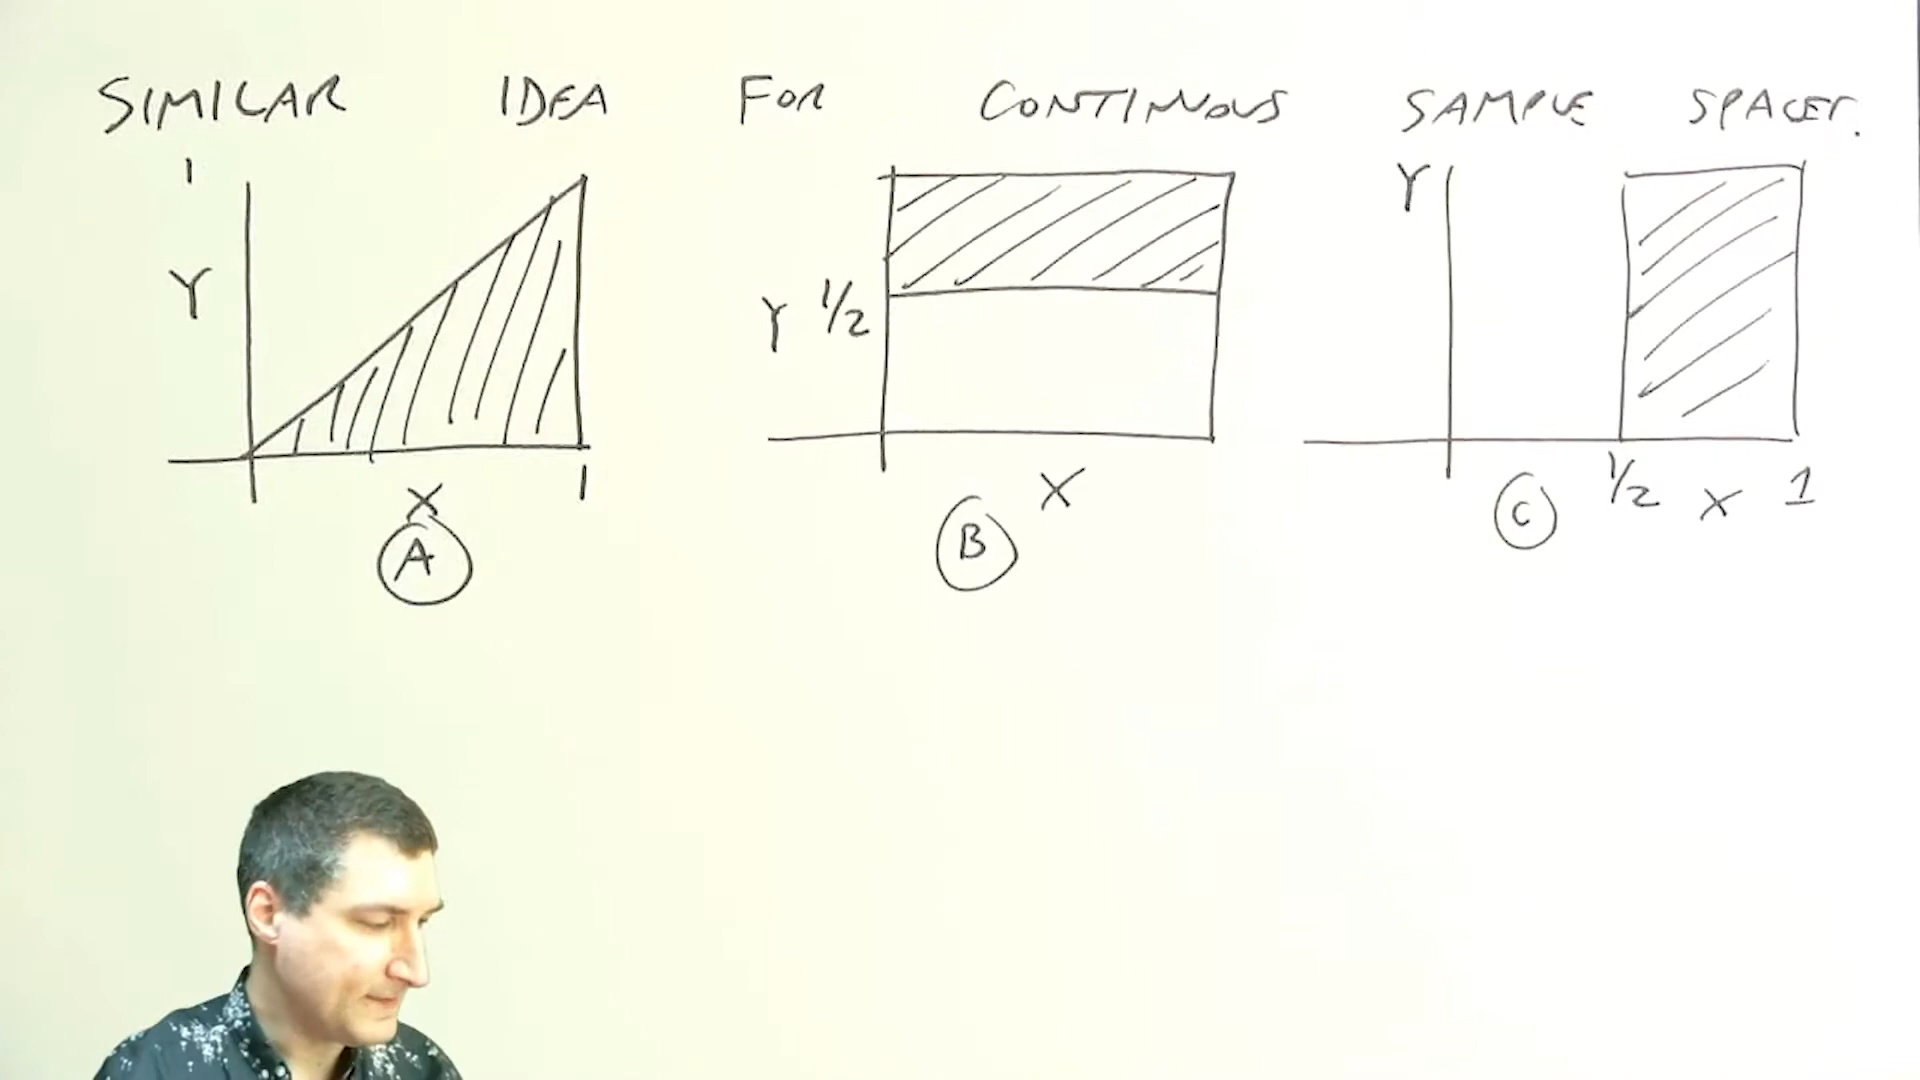 SIMILAR IDEA FOR CONTINUOUS SAMPLE SPACES.
1
Y
X
1
A
Y 1/2
X
B
Y
1/2 X 1
C